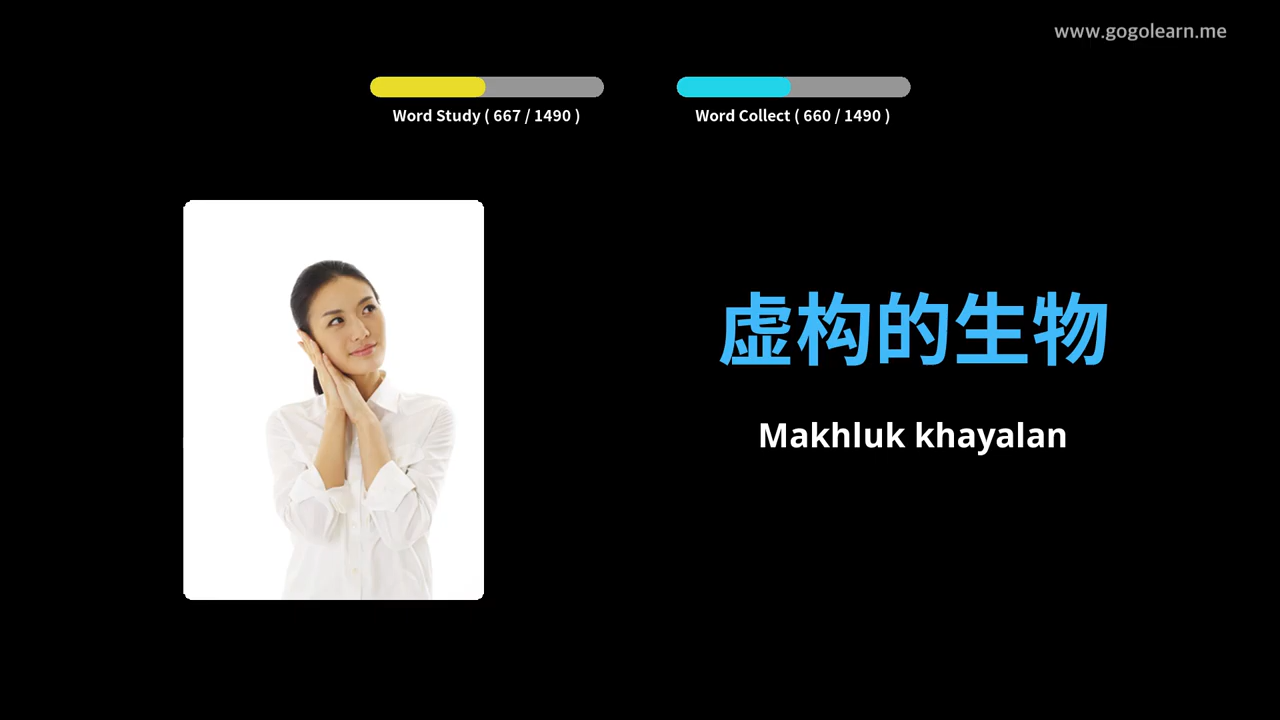 www.gogolearn.me
Word Study ( 667 / 1490 )
Word Collect ( 660 / 1490 )
虚构的生物
Makhluk khayalan